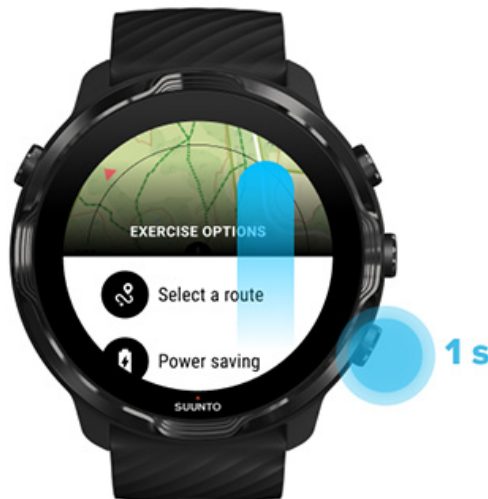 EXERCISE OPTIONS
Select a route
Power saving
1 s
SUUNTO